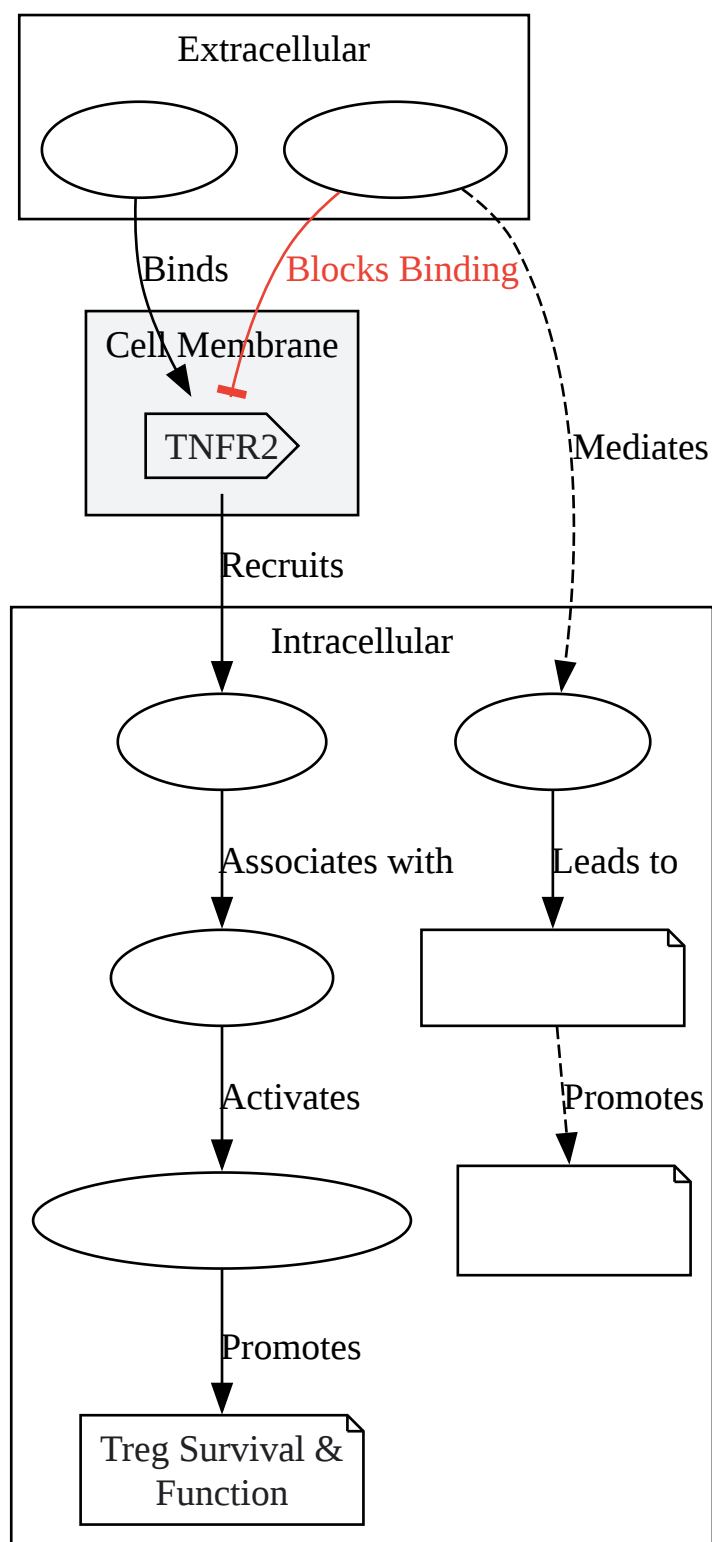 Extracellular
Binds
Blocks Binding
Cell Membrane
TNFR2
Mediates
Recruits
Intracellular
Associates with
Leads to
Activates
Promotes
Promotes
Treg Survival &
Function